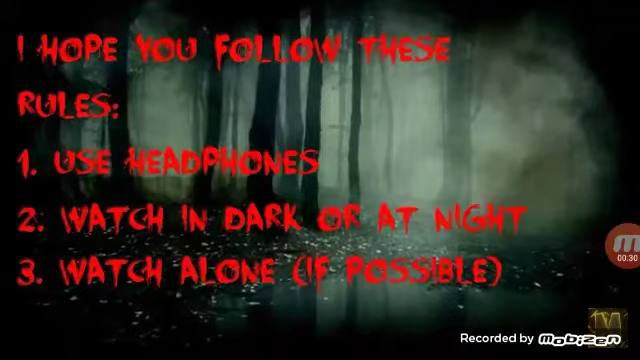 I HOPE YOU FOLLOW THESE
RULES:
1. USE HEADPHONES
2. WATCH IN DARK OR AT NIGHT
3. WATCH ALONE (IF POSSIBLE)
00:30
Recorded by mobizen